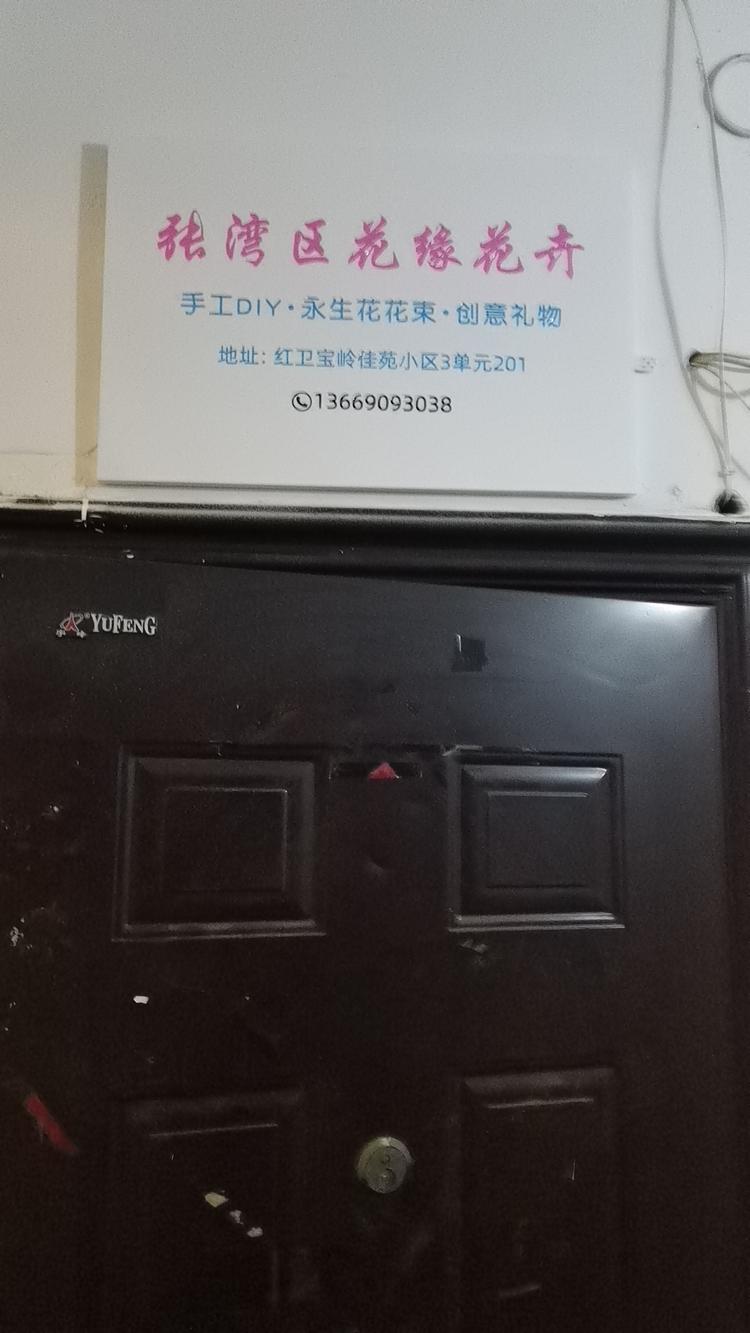 张湾区花缘花卉
手工DIY·永生花花束·创意礼物
地址: 红卫宝岭佳苑小区3单元201
13669093038
YUFENG